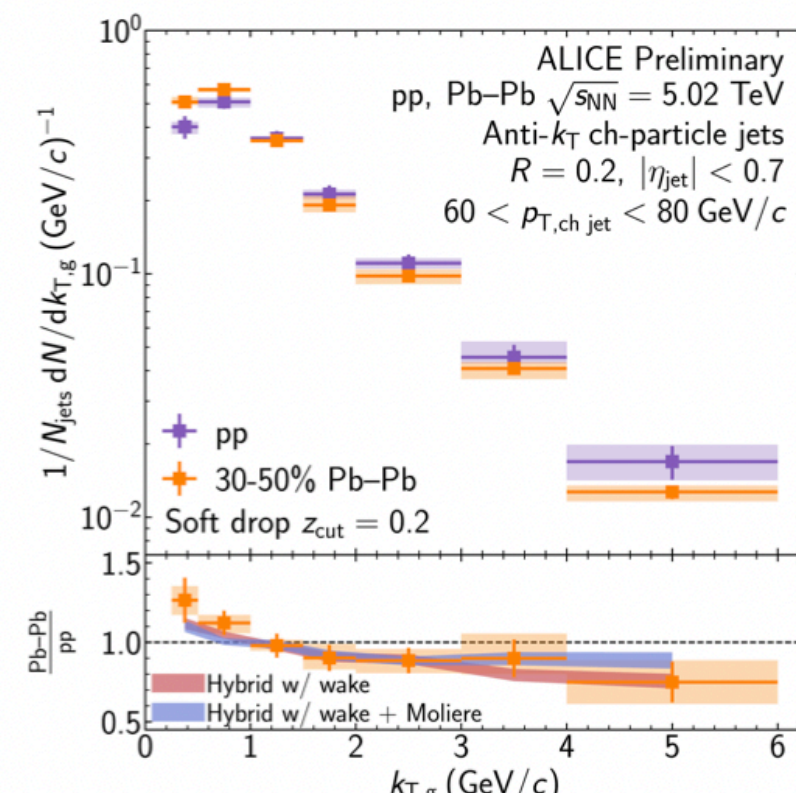 10⁰
ALICE Preliminary
pp, Pb–Pb √sNN = 5.02 TeV
Anti-kT ch-particle jets
R = 0.2, |ηjet| < 0.7
60 < pT,ch jet < 80 GeV/c
1/Njets dN/dkT,g (GeV/c)⁻¹
10⁻¹
pp
30-50% Pb–Pb
10⁻²
Soft drop zcut = 0.2
1.5
Pb–Pb
pp
1.0
Hybrid w/ wake
Hybrid w/ wake + Moliere
0.5
0 1 2 3 4 5 6
kT,g (GeV/c)